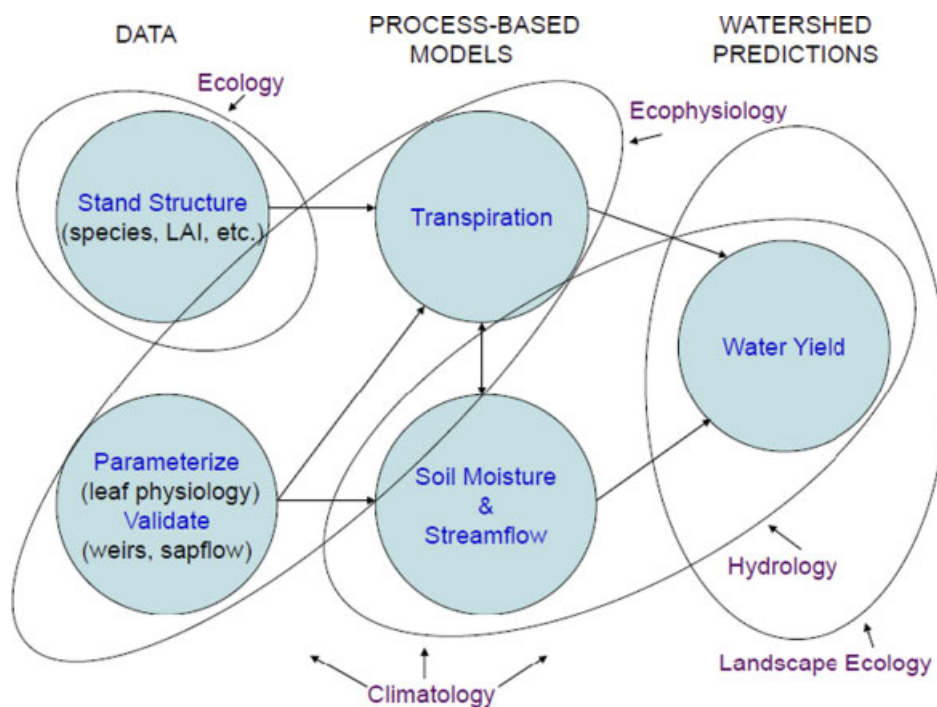 DATA
PROCESS-BASED
MODELS
WATERSHED
PREDICTIONS
Ecology
Ecophysiology
Stand Structure
(species, LAI, etc.)
Transpiration
Water Yield
Parameterize
(leaf physiology)
Validate
(weirs, sapflow)
Soil Moisture
&
Streamflow
Hydrology
Landscape Ecology
Climatology